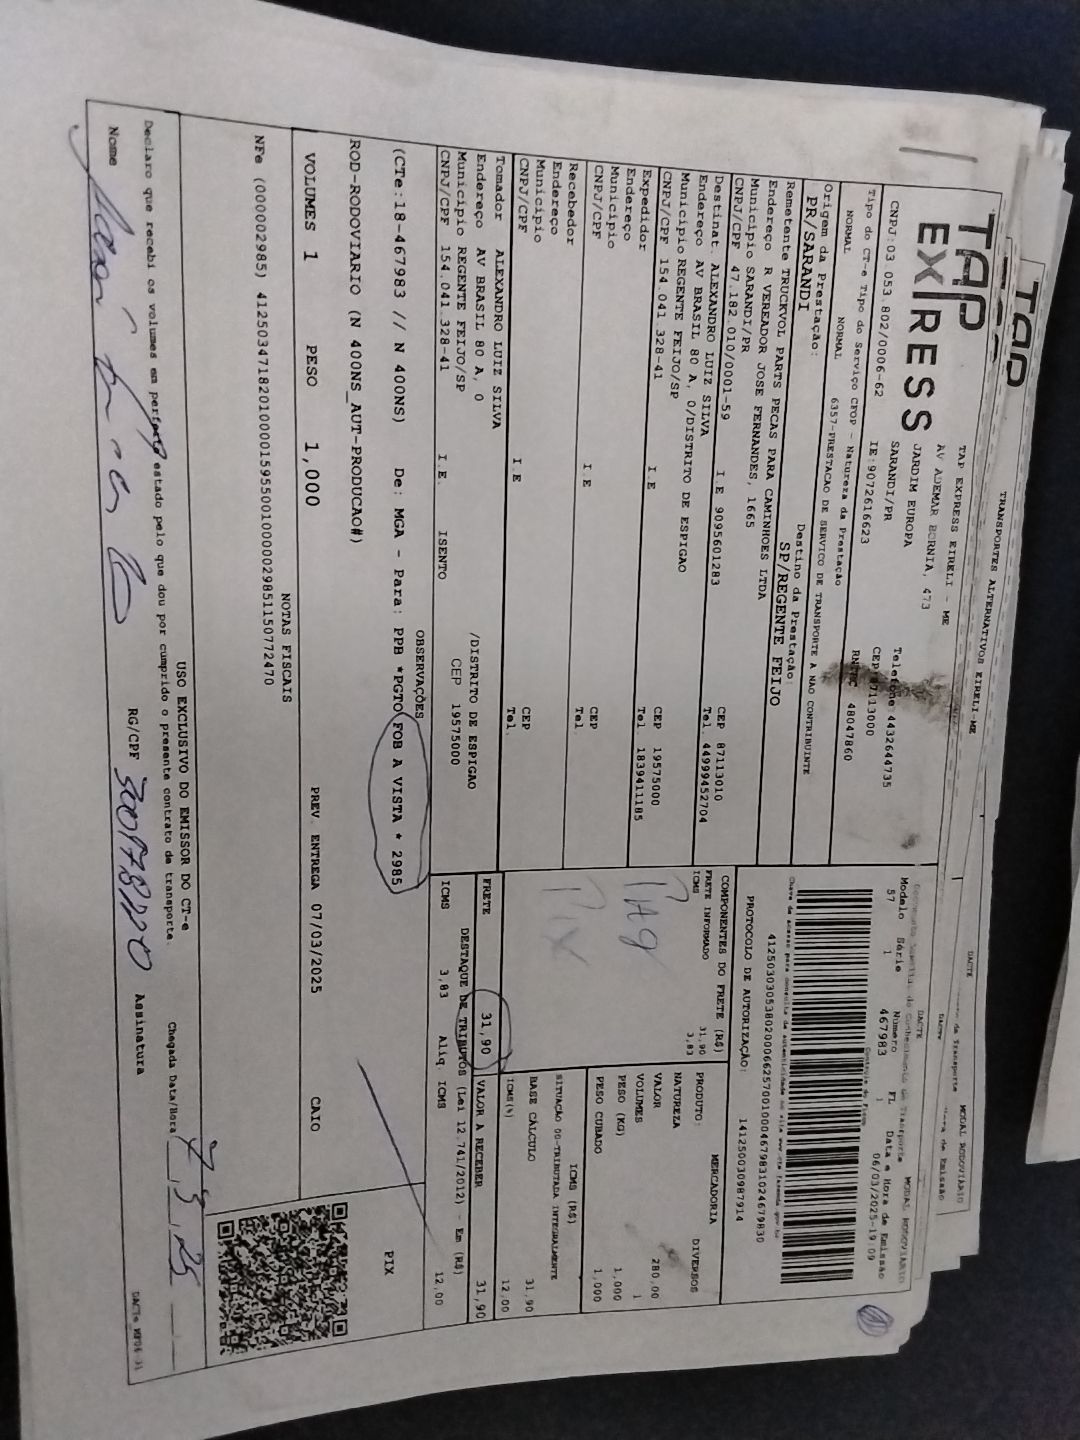 TAP EXPRESS
TAP EXPRESS EIRELI - ME
AV ADEMAR BORNIA, 473
JARDIM EUROPA
SARANDI/PR
Telefone 4432644735
CNPJ:03.053.802/0006-62 IE:9072616623 CEP 87113000
Tipo do CT-e Tipo do Serviço CFOP - Natureza da Prestação RNTRC 48047860
NORMAL NORMAL 6357-PRESTACAO DE SERVICO DE TRANSPORTE A NAO CONTRIBUINTE
Origem da Prestação: Destino da Prestação:
PR/SARANDI SP/REGENTE FEIJO
DACTE
MODAL RODOVIÁRIO
Modelo Série Número FL Data e Hora de Emissão
57 1 467983 1 06/03/2025-19:09
41250303053802000662570010004679831024679830
PROTOCOLO DE AUTORIZAÇÃO: 141250030987914
Remetente TRUCKVOL PARTS PECAS PARA CAMINHOES LTDA
Endereço R VEREADOR JOSE FERNANDES, 1665
Município SARANDI/PR CEP 87113010
CNPJ/CPF 47.182.010/0001-59 I.E 9095601283 Tel. 44999452704
Destinat. ALEXANDRO LUIZ SILVA
Endereço AV BRASIL 80 A, 0/DISTRITO DE ESPIGAO
Município REGENTE FEIJO/SP CEP 19575000
CNPJ/CPF 154.041.328-41 I.E Tel. 1839411185
Expedidor
Endereço
Município CEP
CNPJ/CPF I.E Tel.
Recebedor
Endereço
Município CEP
CNPJ/CPF I.E Tel.
Tomador ALEXANDRO LUIZ SILVA
Endereço AV BRASIL 80 A, 0 /DISTRITO DE ESPIGAO
Município REGENTE FEIJO/SP CEP 19575000
CNPJ/CPF 154.041.328-41 I.E. ISENTO
COMPONENTES DO FRETE (R$)
FRETE INFORMADO 31,90
ICMS 3,83
PAg
PIX
MERCADORIA
PRODUTO: DIVERSOS
NATUREZA
VALOR 280,00
VOLUMES 1
PESO (KG) 1,000
PESO CUBADO 1,000
ICMS (R$)
SITUAÇÃO 00-TRIBUTADA INTEGRALMENTE
BASE CÁLCULO 31,90
ICMS(%) 12,00
FRETE 31,90 VALOR A RECEBER 31,90
DESTAQUE DE TRIBUTOS (Lei 12.741/2012) - Em (R$)
ICMS 3,83 Aliq. ICMS 12,00
OBSERVAÇÕES
(CTe:18-467983 // N 400NS) De: MGA - Para: PPB *PGTO FOB A VISTA * 2985
PIX
ROD-RODOVIARIO (N 400NS_AUT-PRODUCAO#)
VOLUMES 1 PESO 1,000 PREV. ENTREGA 07/03/2025 CAIO
NOTAS FISCAIS
NFe (000002985) 41250347182010000159550010000029851150772470
USO EXCLUSIVO DO EMISSOR DO CT-e
Declaro que recebi os volumes em perfeito estado pelo que dou por cumprido o presente contrato de transporte. Chegada Data/Hora 7 3 25
Nome RG/CPF Assinatura